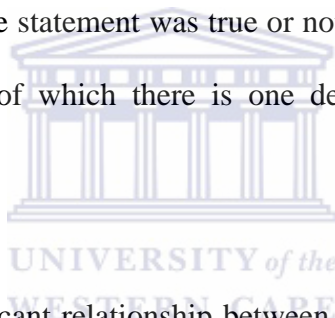 e statement was true or no
of which there is one de
UNIVERSITY of the
WESTERN CAPE
cant relationship between